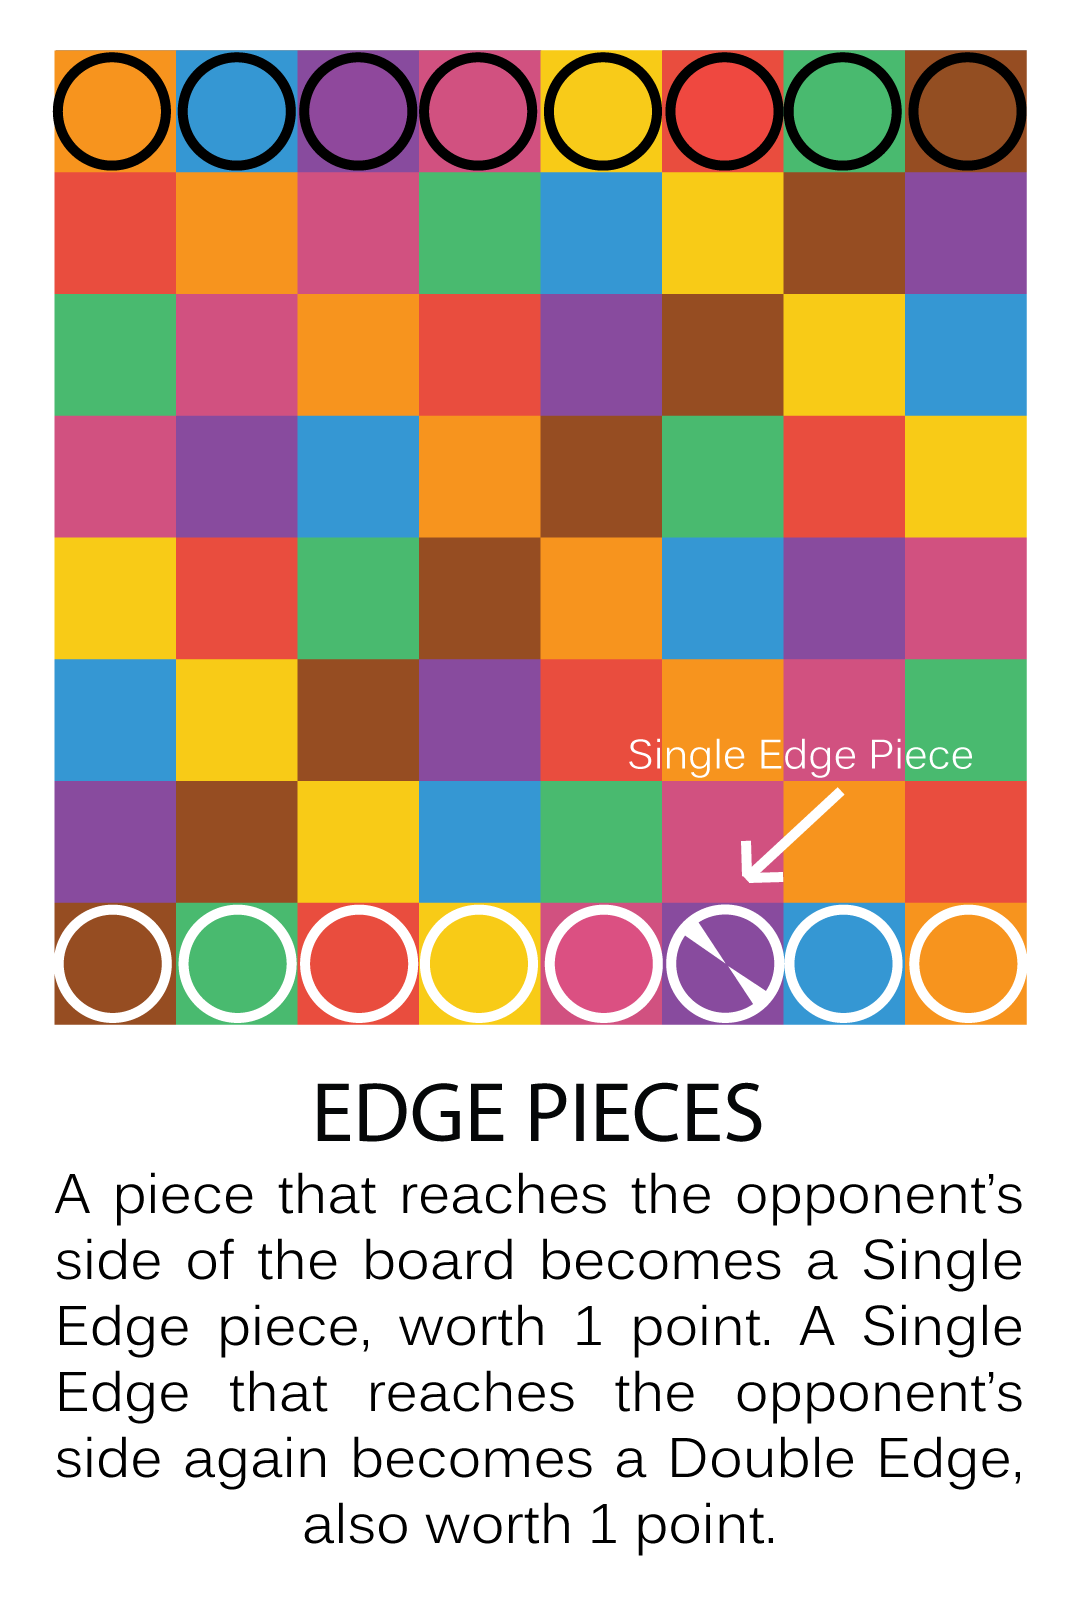 Single Edge Piece
EDGE PIECES
A piece that reaches the opponent’s
side of the board becomes a Single
Edge piece, worth 1 point. A Single
Edge that reaches the opponent’s
side again becomes a Double Edge,
also worth 1 point.